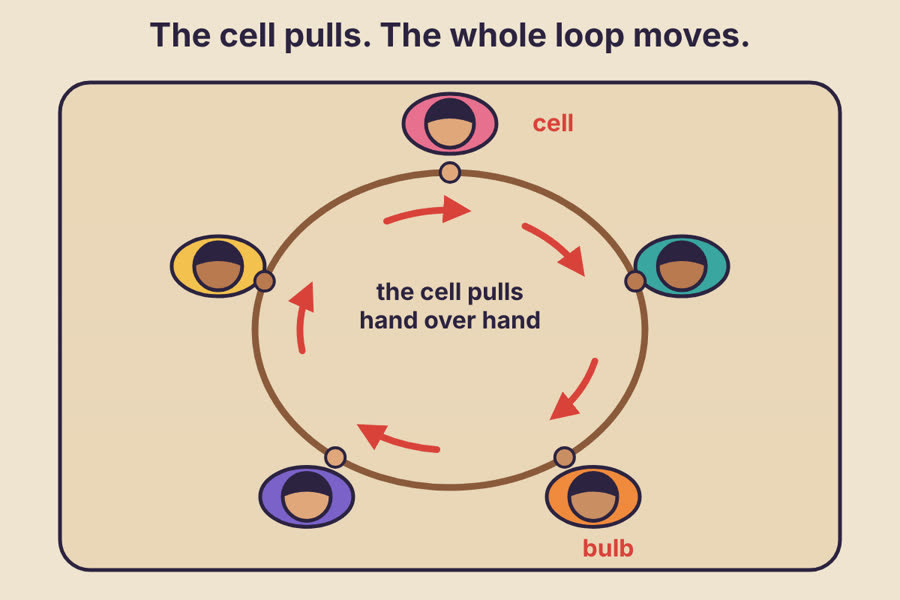 The cell pulls. The whole loop moves.
cell
the cell pulls
hand over hand
bulb